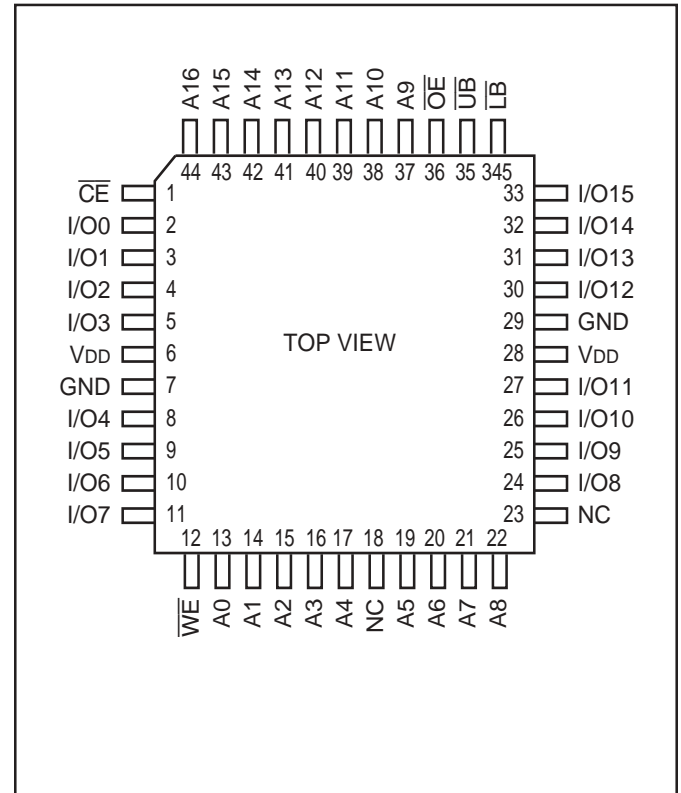 A16 A15 A14 A13 A12 A11 A10 A9 OE UB LB
44 43 42 41 40 39 38 37 36 35 345
CE 1 33 I/O15
I/O0 2 32 I/O14
I/O1 3 31 I/O13
I/O2 4 30 I/O12
I/O3 5 29 GND
TOP VIEW
VDD 6 28 VDD
GND 7 27 I/O11
I/O4 8 26 I/O10
I/O5 9 25 I/O9
I/O6 10 24 I/O8
I/O7 11 23 NC
12 13 14 15 16 17 18 19 20 21 22
WE A0 A1 A2 A3 A4 NC A5 A6 A7 A8